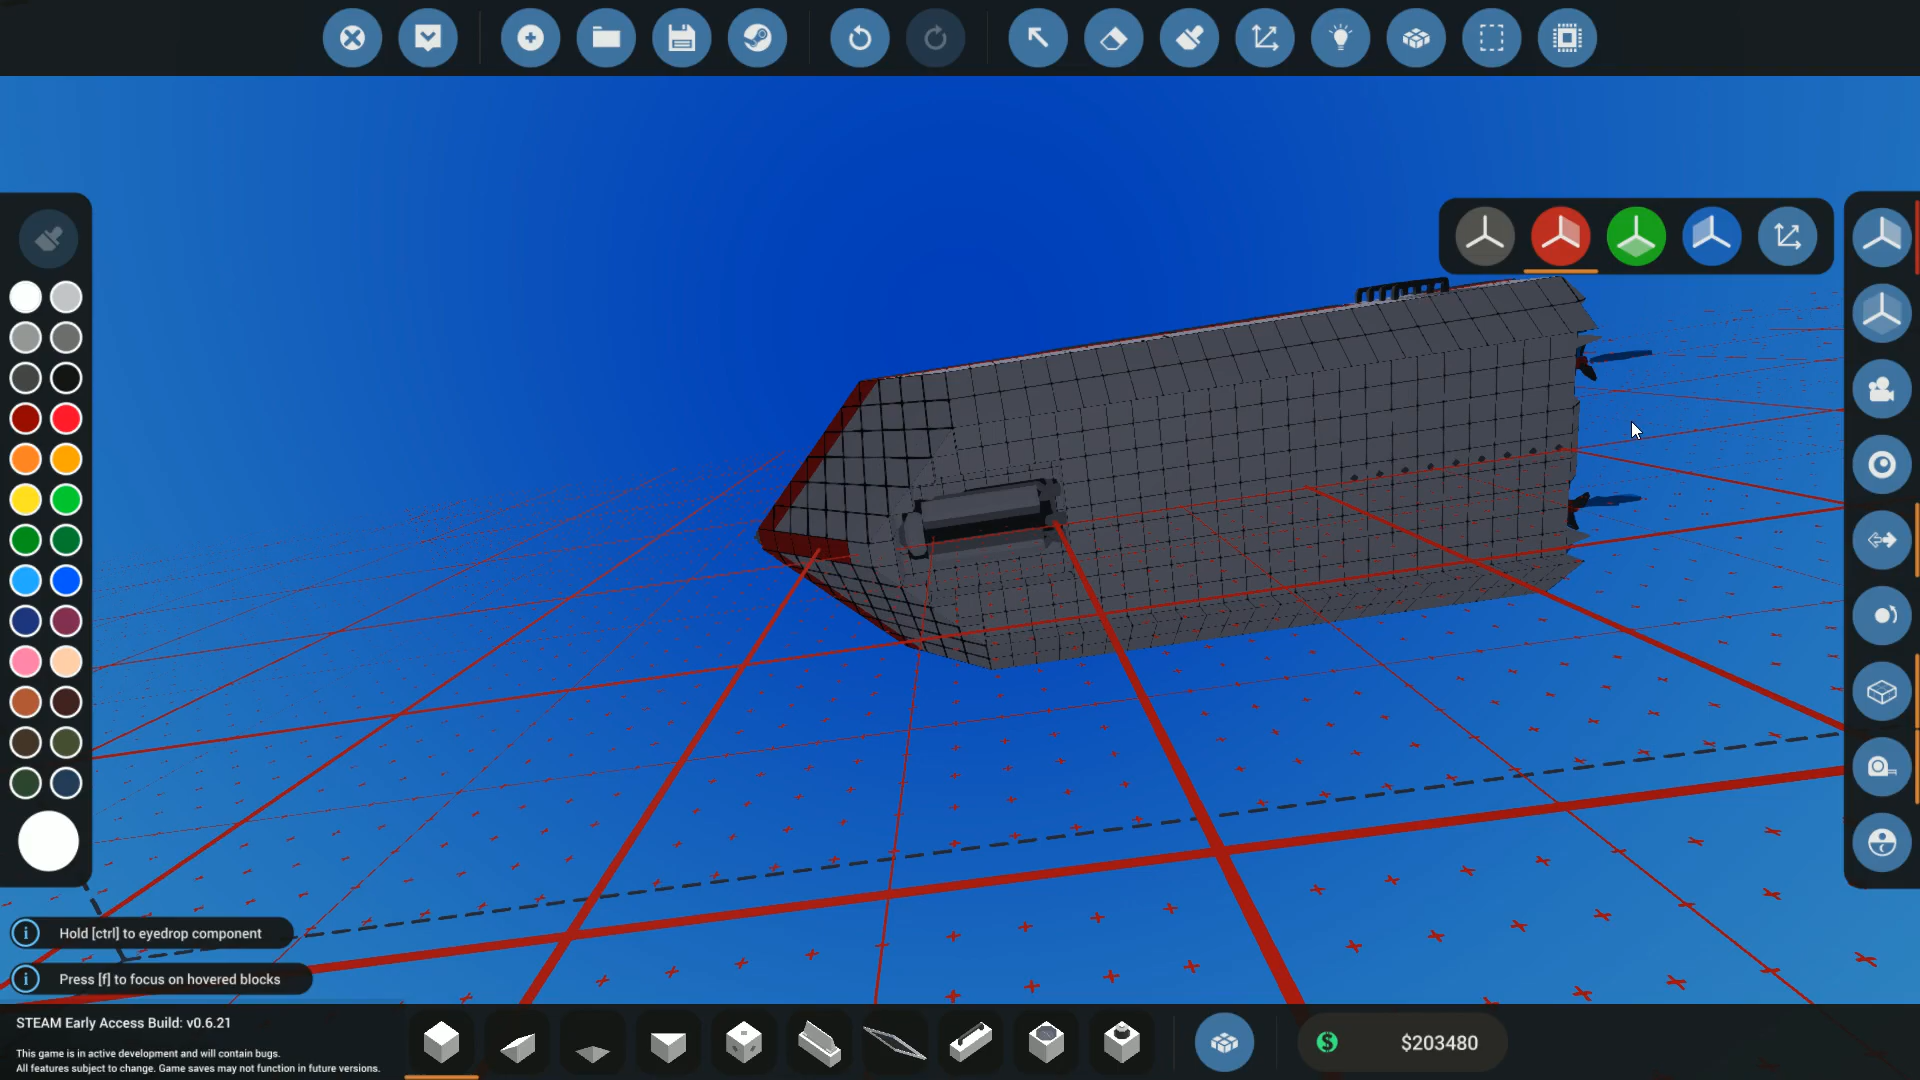 Hold [ctrl] to eyedrop component
Press [f] to focus on hovered blocks
STEAM Early Access Build: v0.6.21
This game is in active development and will contain bugs.
All features subject to change. Game saves may not function in future versions.
$203480